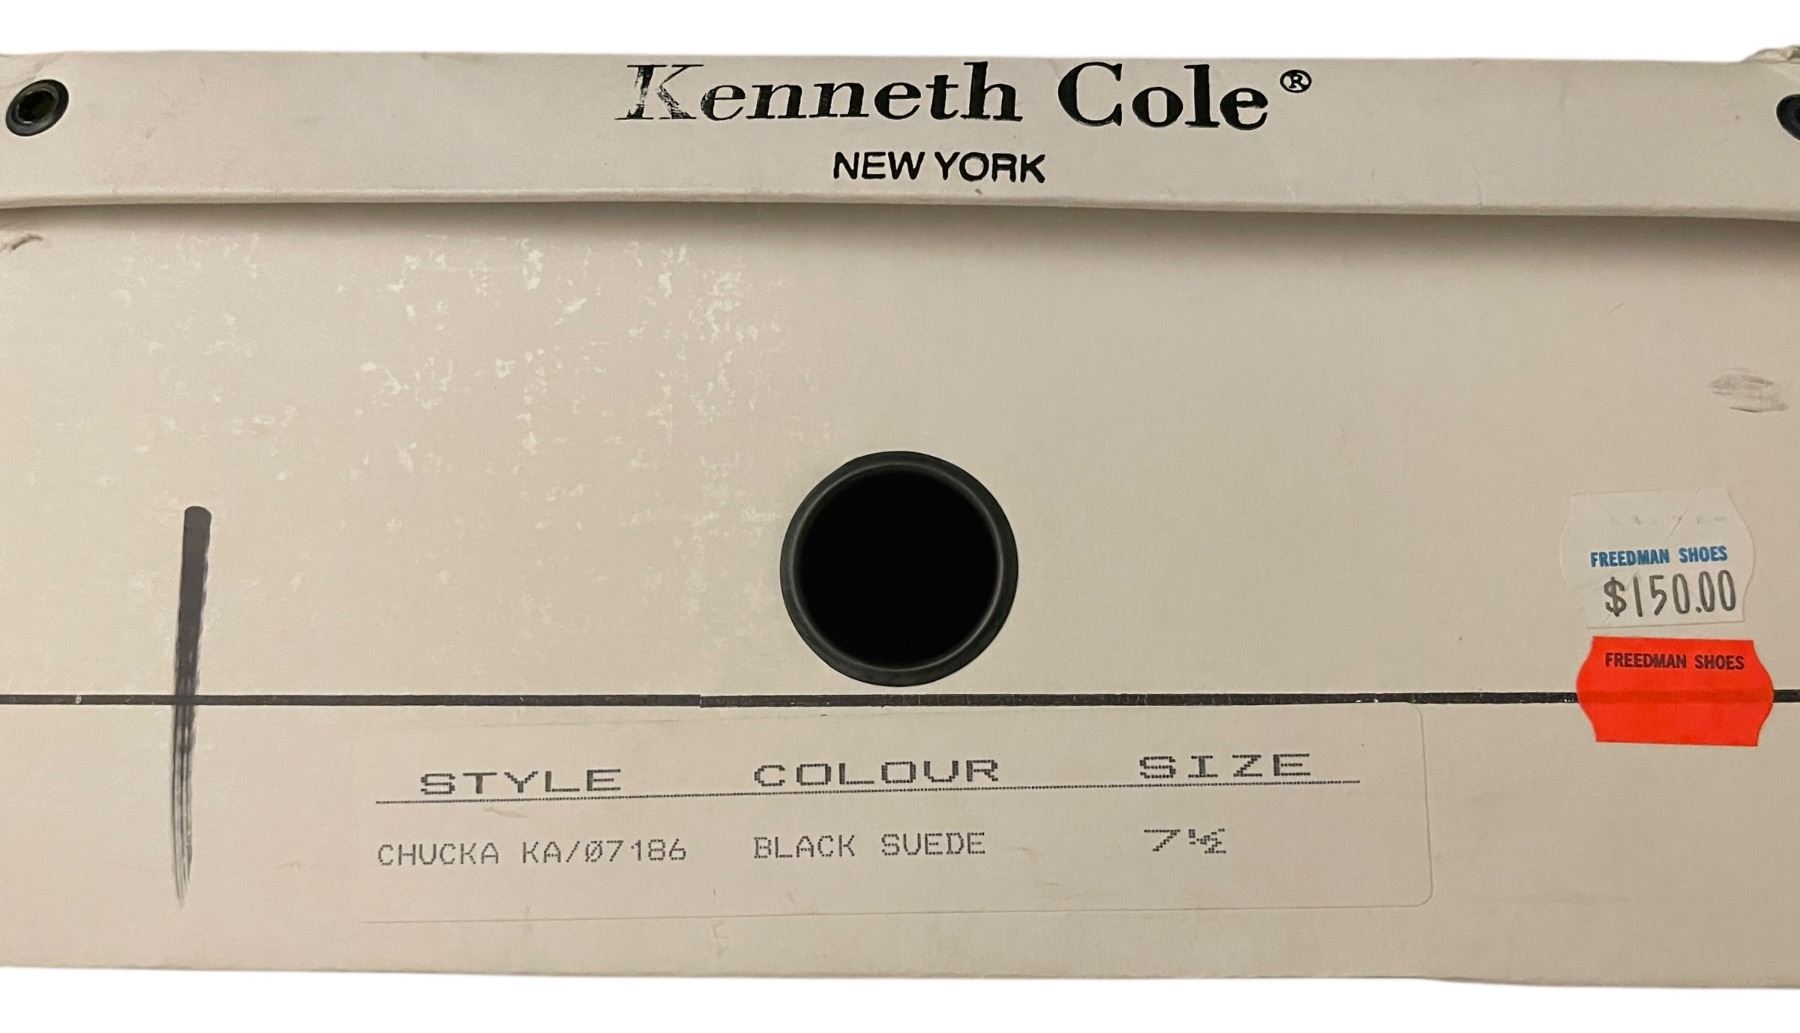 Kenneth Cole®
NEW YORK
FREEDMAN SHOES
$150.00
FREEDMAN SHOES
STYLE COLOUR SIZE
CHUCKA KA/07186 BLACK SUEDE 7½